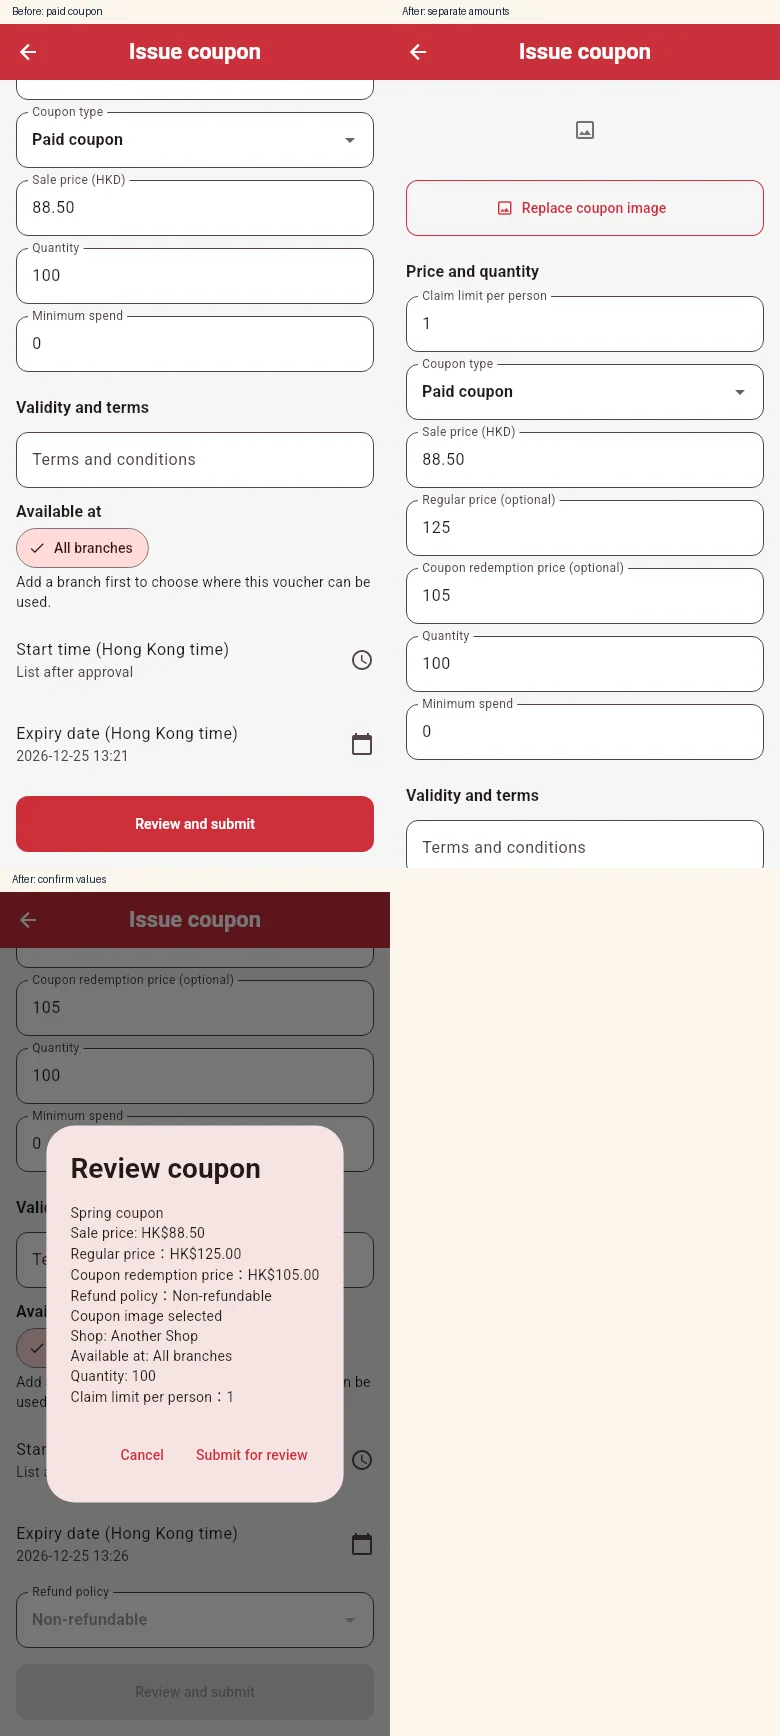 Before: paid coupon
Issue coupon
Coupon type
Paid coupon
Sale price (HKD)
88.50
Quantity
100
Minimum spend
0
Validity and terms
Terms and conditions
Available at
All branches
Add a branch first to choose where this voucher can be
used.
Start time (Hong Kong time)
List after approval
Expiry date (Hong Kong time)
2026-12-25 13:21
Review and submit
After: separate amounts
Issue coupon
Replace coupon image
Price and quantity
Claim limit per person
1
Coupon type
Paid coupon
Sale price (HKD)
88.50
Regular price (optional)
125
Coupon redemption price (optional)
105
Quantity
100
Minimum spend
0
Validity and terms
Terms and conditions
After: confirm values
Issue coupon
Coupon redemption price (optional)
105
Quantity
100
Minimum spend
0
Review coupon
Spring coupon
Sale price: HK$88.50
Regular price：HK$125.00
Coupon redemption price：HK$105.00
Refund policy：Non-refundable
Coupon image selected
Shop: Another Shop
Available at: All branches
Quantity: 100
Claim limit per person：1
Cancel
Submit for review
Expiry date (Hong Kong time)
2026-12-25 13:26
Refund policy
Non-refundable
Review and submit